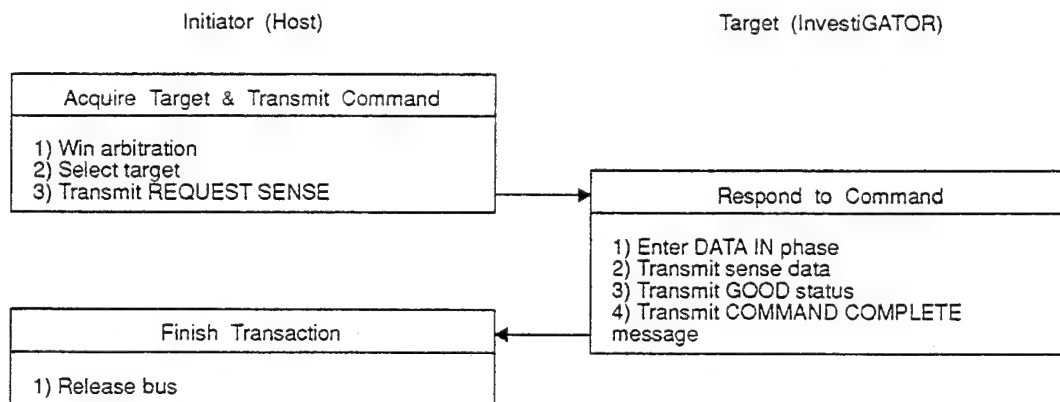 Initiator (Host)
Target (InvestiGATOR)
Acquire Target & Transmit Command
1) Win arbitration
2) Select target
3) Transmit REQUEST SENSE
Respond to Command
1) Enter DATA IN phase
2) Transmit sense data
3) Transmit GOOD status
4) Transmit COMMAND COMPLETE
message
Finish Transaction
1) Release bus